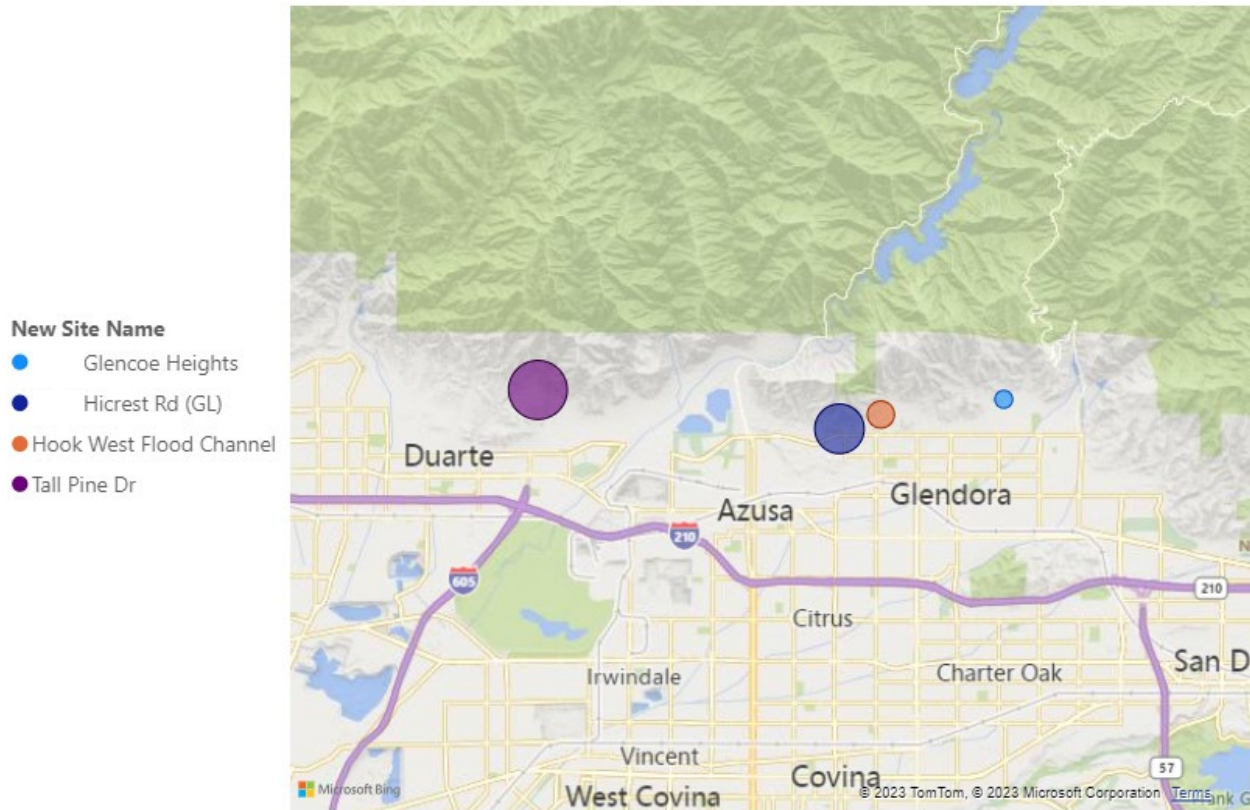 New Site Name
Glencoe Heights
Hicrest Rd (GL)
Hook West Flood Channel
Tall Pine Dr
Duarte
Azusa
Glendora
210
605
210
Citrus
Irwindale
Charter Oak
San D
Vincent
57
Covina
West Covina
Microsoft Bing
© 2023 TomTom, © 2023 Microsoft Corporation Terms